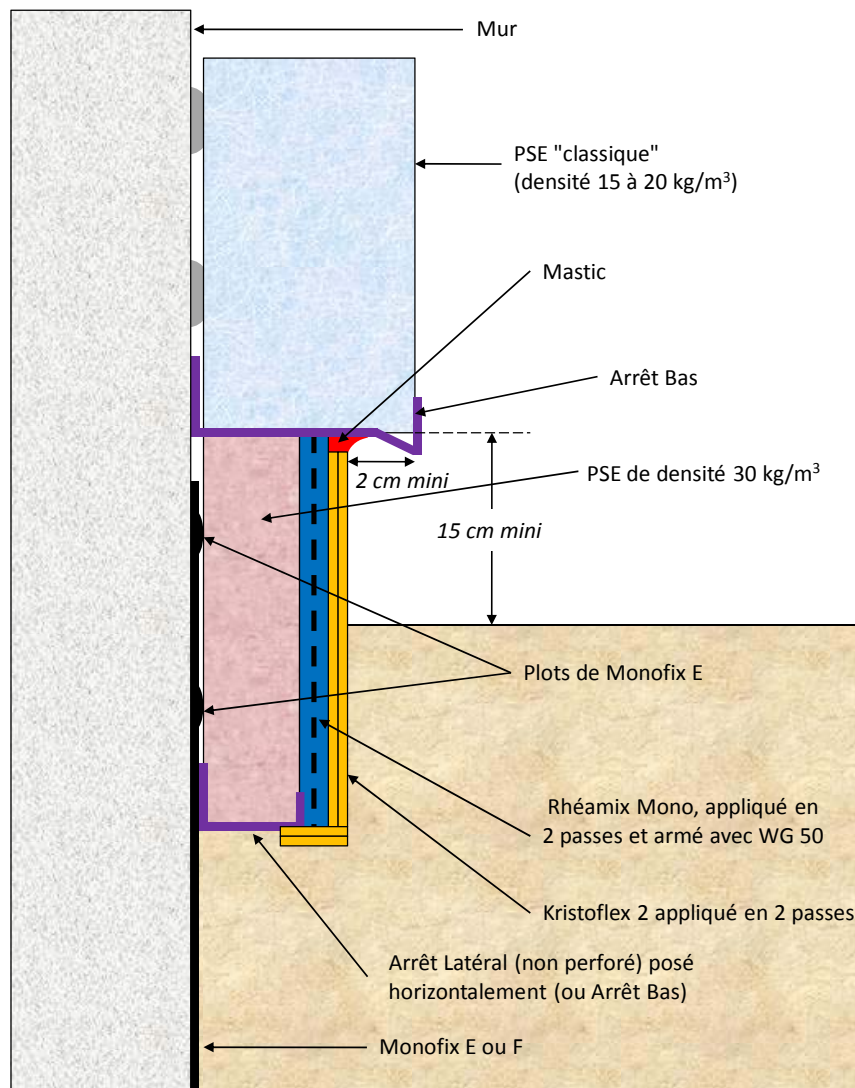 Mur
PSE "classique"
(densité 15 à 20 kg/m³)
Mastic
Arrêt Bas
2 cm mini
PSE de densité 30 kg/m³
15 cm mini
Plots de Monofix E
Rhéamix Mono, appliqué en
2 passes et armé avec WG 50
Kristoflex 2 appliqué en 2 passes
Arrêt Latéral (non perforé) posé
horizontalement (ou Arrêt Bas)
Monofix E ou F